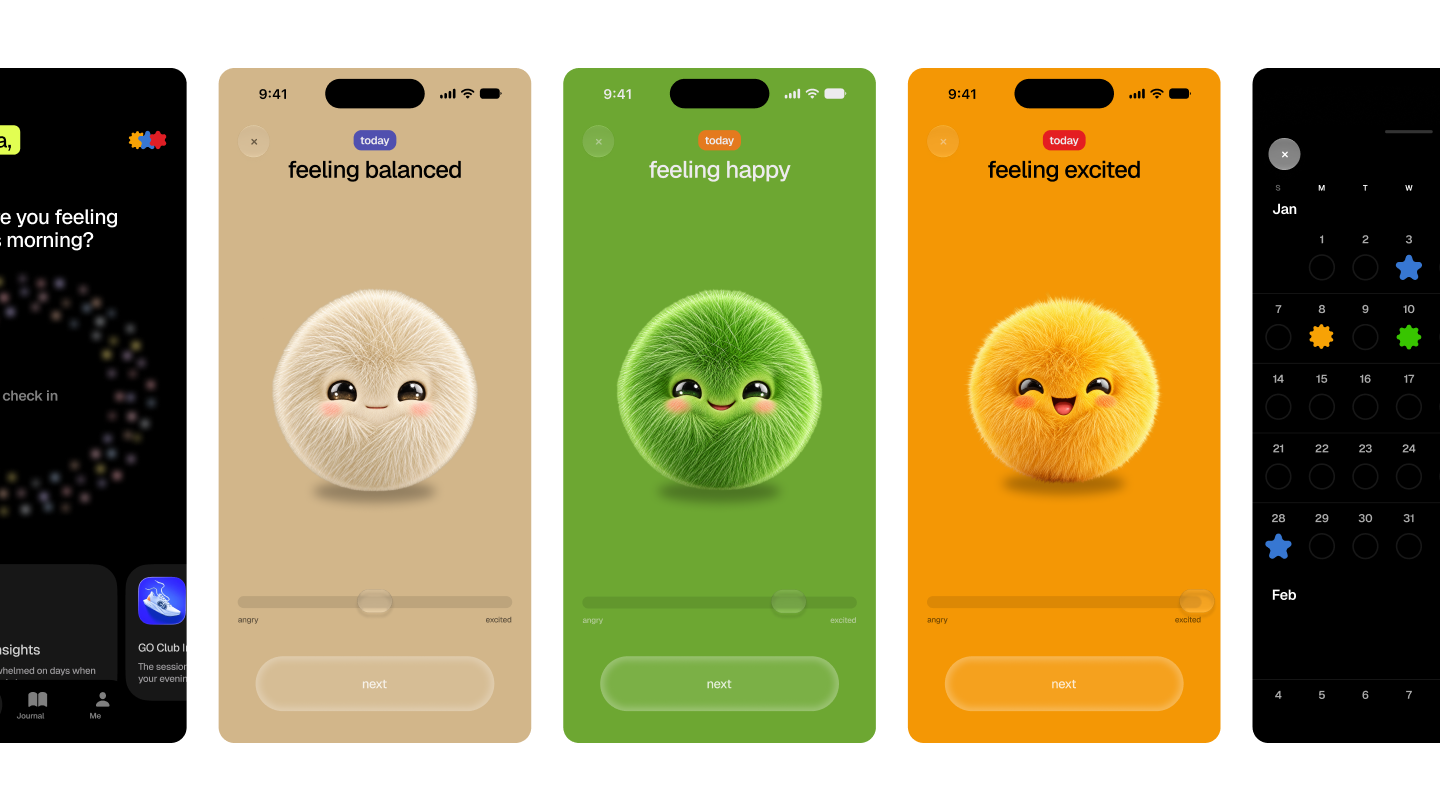 a,
e you feeling
s morning?
check in
sights
whelmed on days when
GO Club I
The session
your evenin
Journal
Me
9:41
×
today
feeling balanced
angry
excited
next
9:41
×
today
feeling happy
angry
excited
next
9:41
×
today
feeling excited
angry
excited
next
×
S M T W
Jan
1 2 3
7 8 9 10
14 15 16 17
21 22 23 24
28 29 30 31
Feb
4 5 6 7